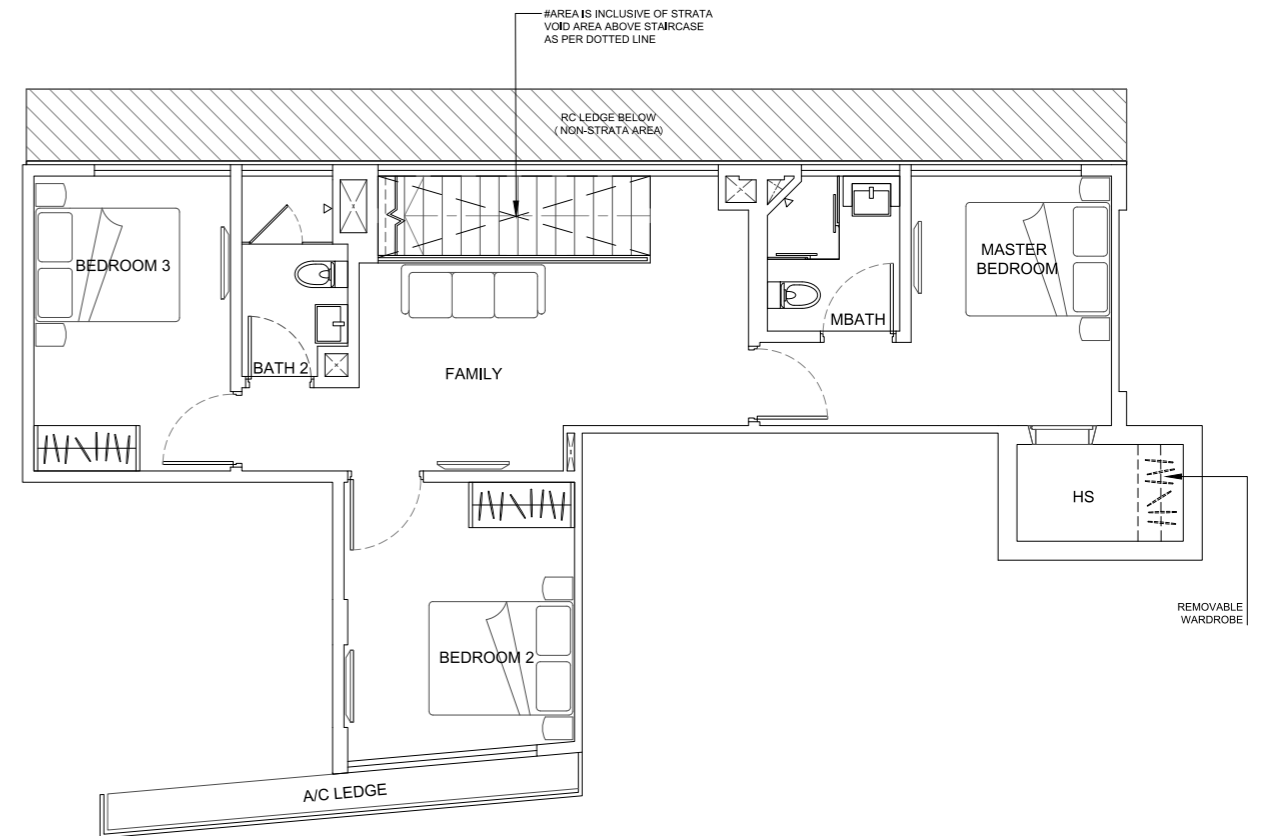 #AREA IS INCLUSIVE OF STRATA
VOID AREA ABOVE STAIRCASE
AS PER DOTTED LINE
RC LEDGE BELOW
(NON-STRATA AREA)
BEDROOM 3
MASTER
BEDROOM
MBATH
BATH 2
FAMILY
HS
REMOVABLE
WARDROBE
BEDROOM 2
A/C LEDGE